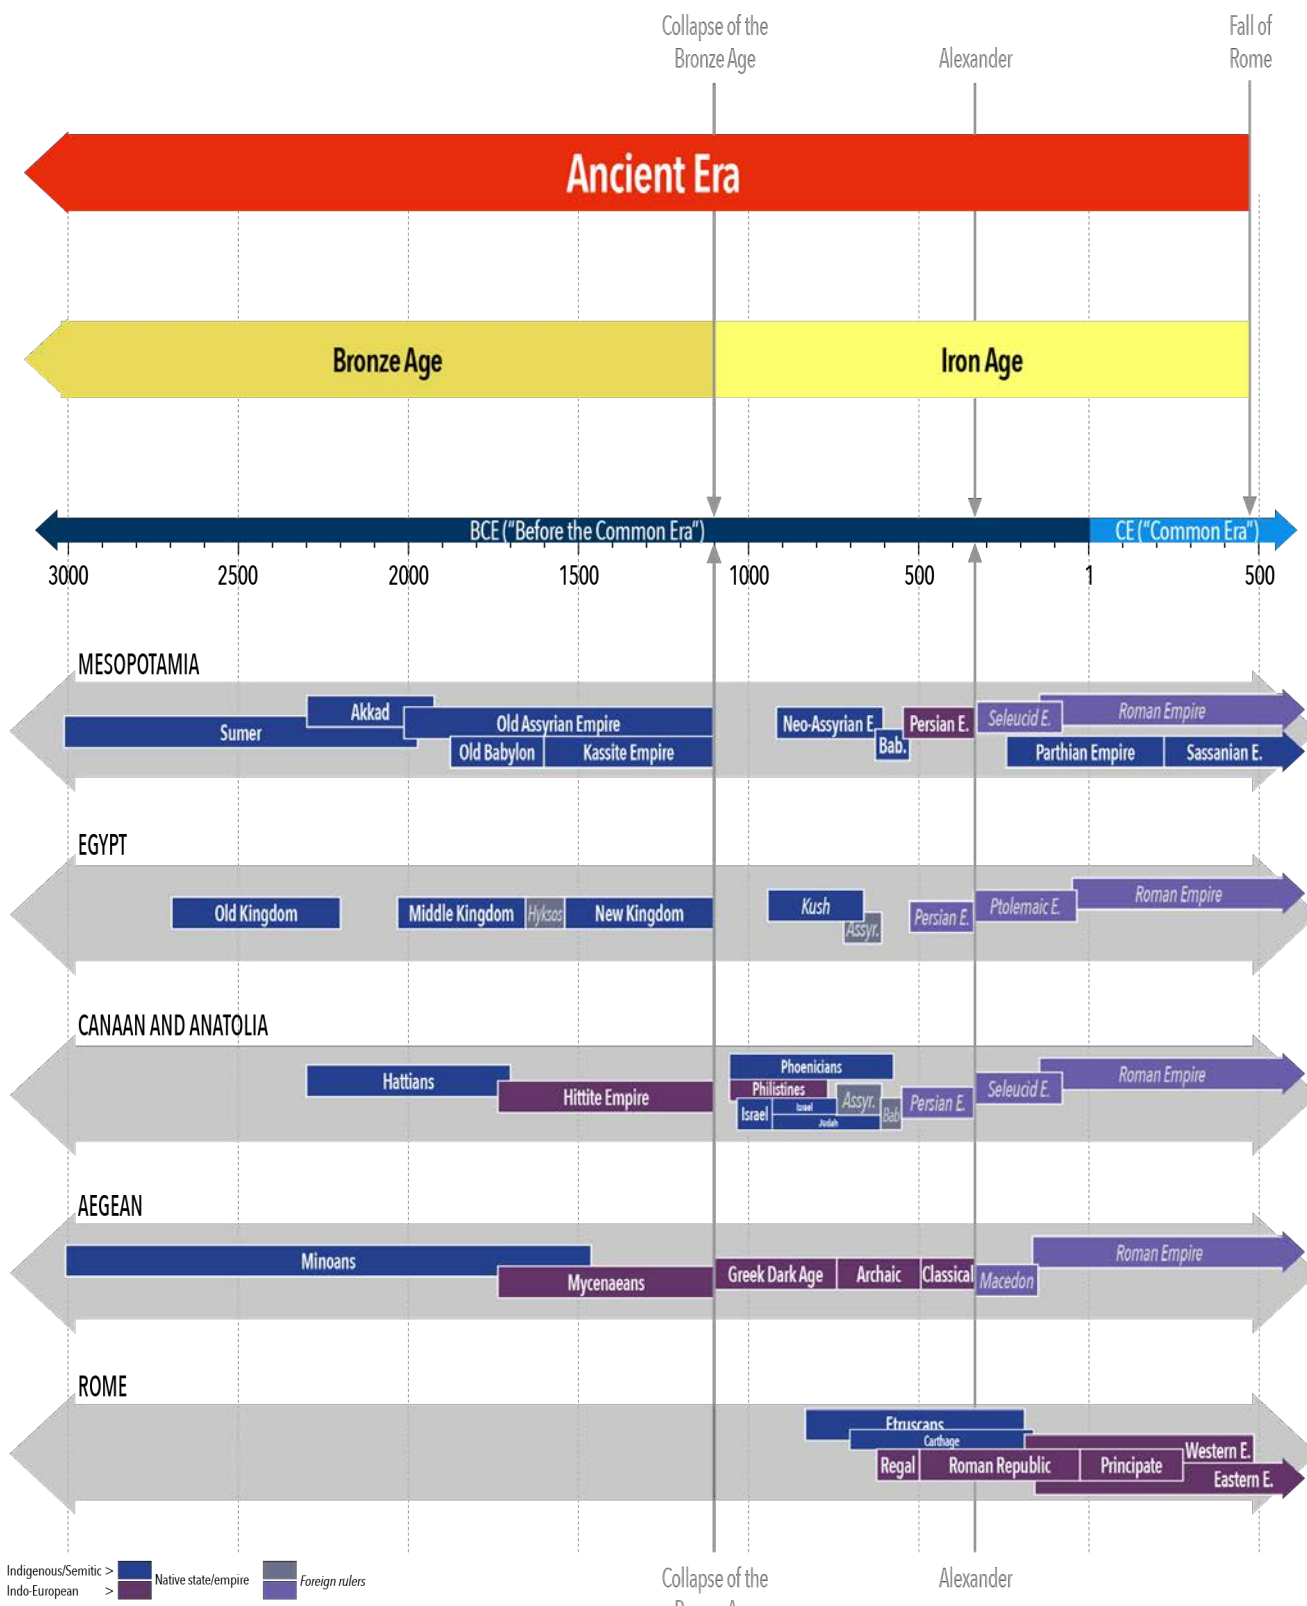 Collapse of the
Bronze Age
Alexander
Fall of
Rome
Ancient Era
Bronze Age
Iron Age
BCE ("Before the Common Era")
CE ("Common Era")
3000
2500
2000
1500
1000
500
1
500
MESOPOTAMIA
Sumer
Akkad
Old Assyrian Empire
Old Babylon
Kassite Empire
Neo-Assyrian E.
Bab.
Persian E.
Seleucid E.
Roman Empire
Parthian Empire
Sassanian E.
EGYPT
Old Kingdom
Middle Kingdom
Hyksos
New Kingdom
Kush
Assyr.
Persian E.
Ptolemaic E.
Roman Empire
CANAAN AND ANATOLIA
Hattians
Hittite Empire
Phoenicians
Philistines
Israel
Israel
Judah
Assyr.
Bab
Persian E.
Seleucid E.
Roman Empire
AEGEAN
Minoans
Mycenaeans
Greek Dark Age
Archaic
Classical
Macedon
Roman Empire
ROME
Etruscans
Carthage
Regal
Roman Republic
Principate
Western E.
Eastern E.
Indigenous/Semitic >
Indo-European >
Native state/empire
Foreign rulers
Collapse of the
Alexander